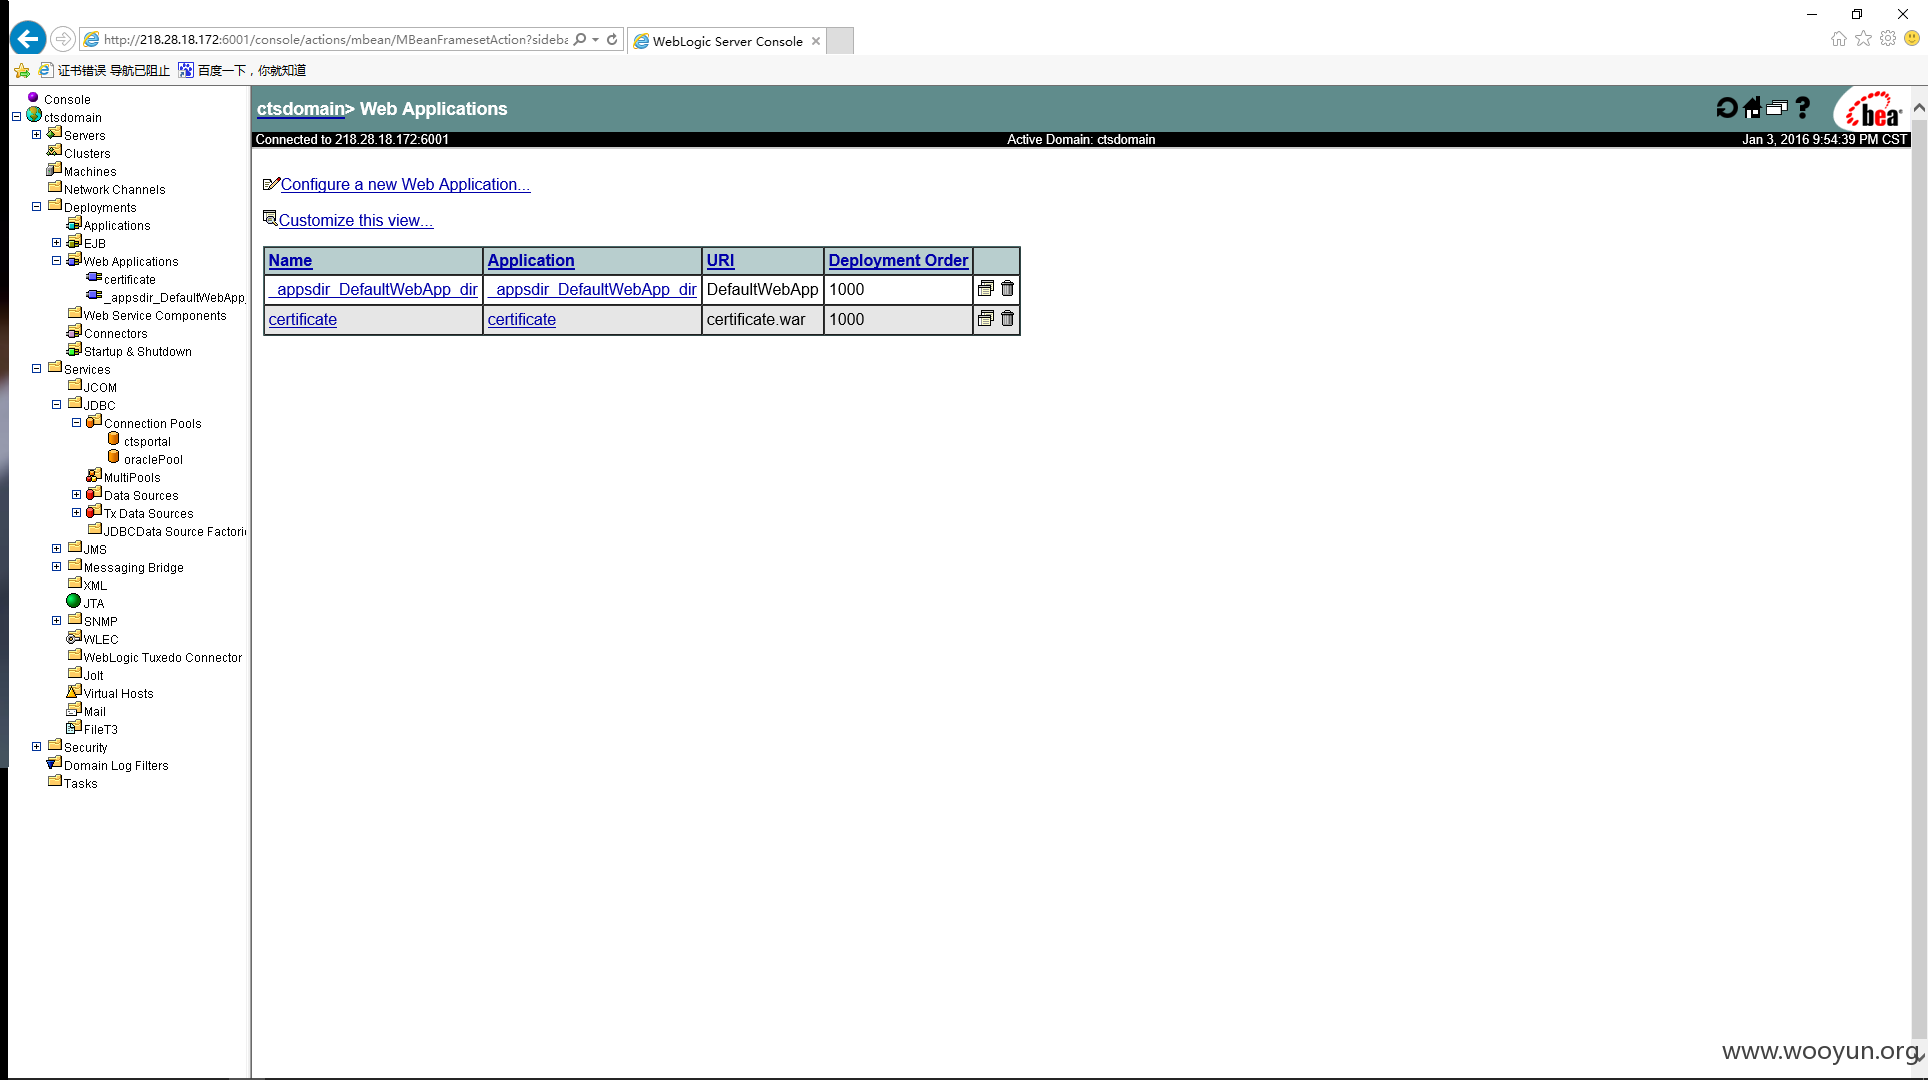 http://218.28.18.172:6001/console/actions/mbean/MBeanFramesetAction?sideba
WebLogic Server Console
证书错误 导航已阻止
百度一下，你就知道
Console
ctsdomain
Servers
Clusters
Machines
Network Channels
Deployments
Applications
EJB
Web Applications
certificate
_appsdir_DefaultWebApp_
Web Service Components
Connectors
Startup & Shutdown
Services
JCOM
JDBC
Connection Pools
ctsportal
oraclePool
MultiPools
Data Sources
Tx Data Sources
JDBCData Source Factori
JMS
Messaging Bridge
XML
JTA
SNMP
WLEC
WebLogic Tuxedo Connector
Jolt
Virtual Hosts
Mail
FileT3
Security
Domain Log Filters
Tasks
ctsdomain> Web Applications
bea
Connected to 218.28.18.172:6001 Active Domain: ctsdomain Jan 3, 2016 9:54:39 PM CST
Configure a new Web Application...
Customize this view...
Name Application URI Deployment Order
_appsdir_DefaultWebApp_dir _appsdir_DefaultWebApp_dir DefaultWebApp 1000
certificate certificate certificate.war 1000
www.wooyun.org